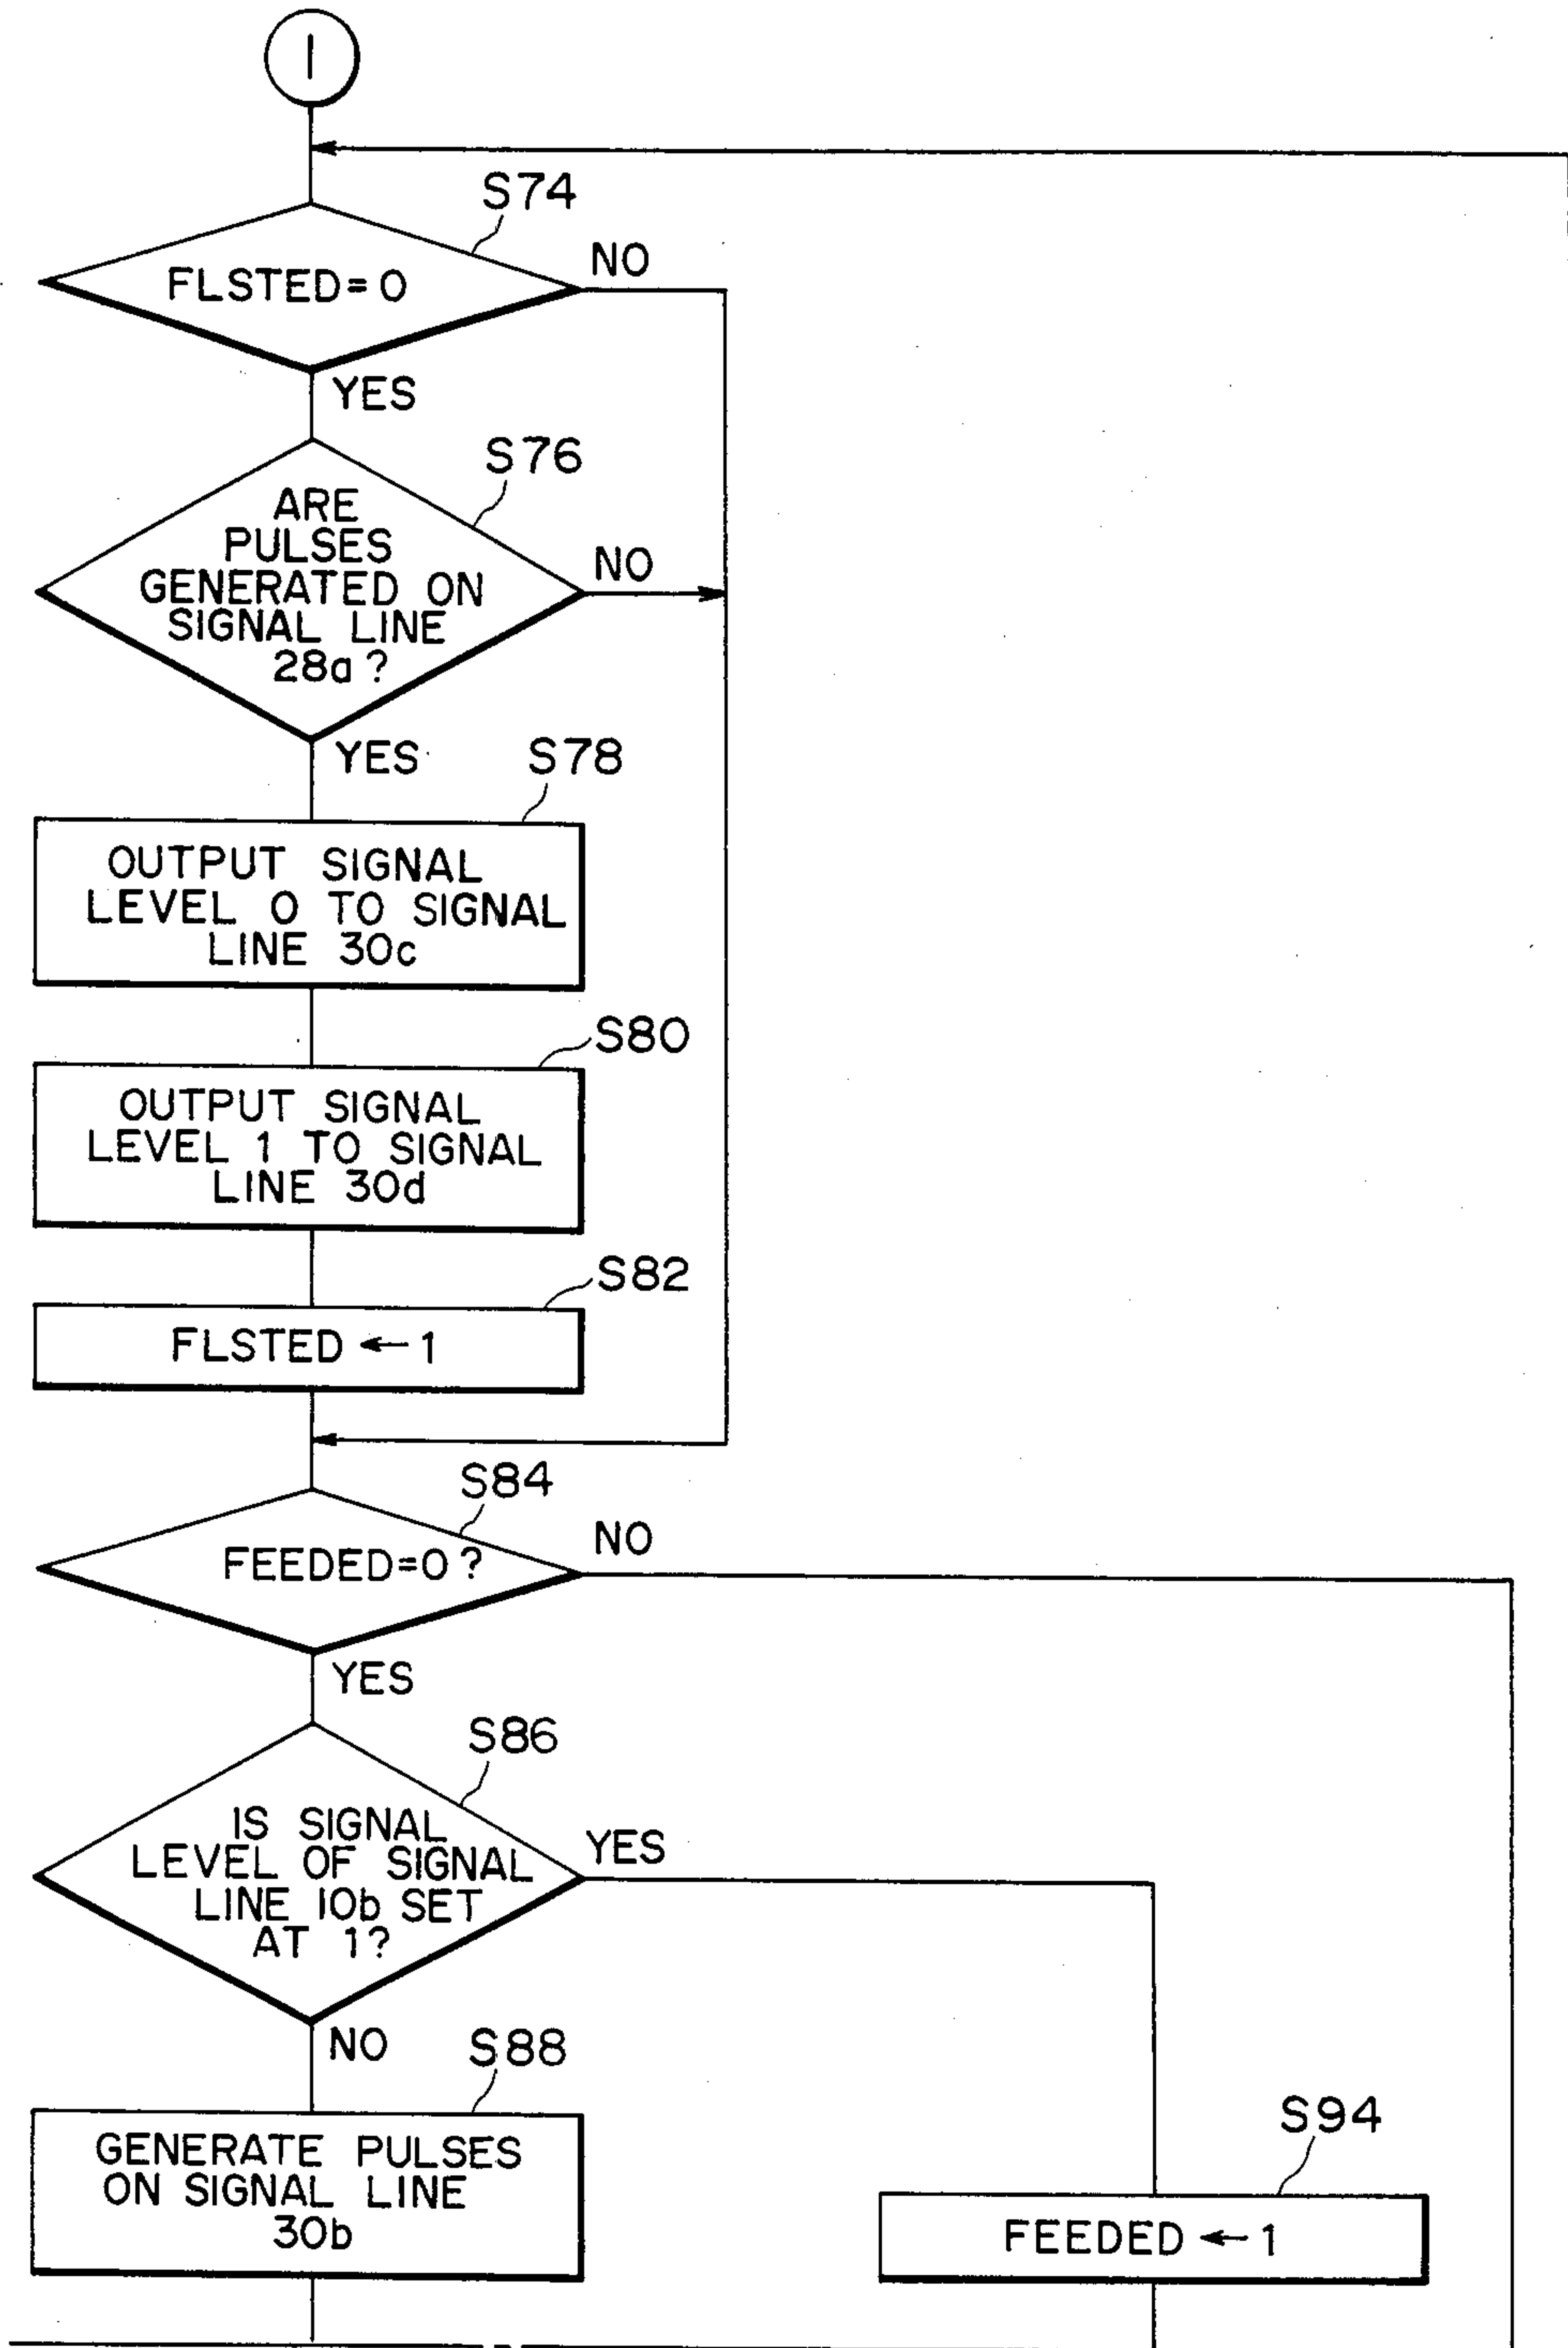 1
S74
FLSTED=0
NO
YES
S76
ARE
PULSES
GENERATED ON
SIGNAL LINE
28a?
NO
YES
S78
OUTPUT SIGNAL
LEVEL 0 TO SIGNAL
LINE 30c
S80
OUTPUT SIGNAL
LEVEL 1 TO SIGNAL
LINE 30d
S82
FLSTED ← 1
S84
FEEDED=0?
NO
YES
S86
IS SIGNAL
LEVEL OF SIGNAL
LINE 10b SET
AT 1?
YES
NO
S88
GENERATE PULSES
ON SIGNAL LINE
30b
S94
FEEDED ← 1